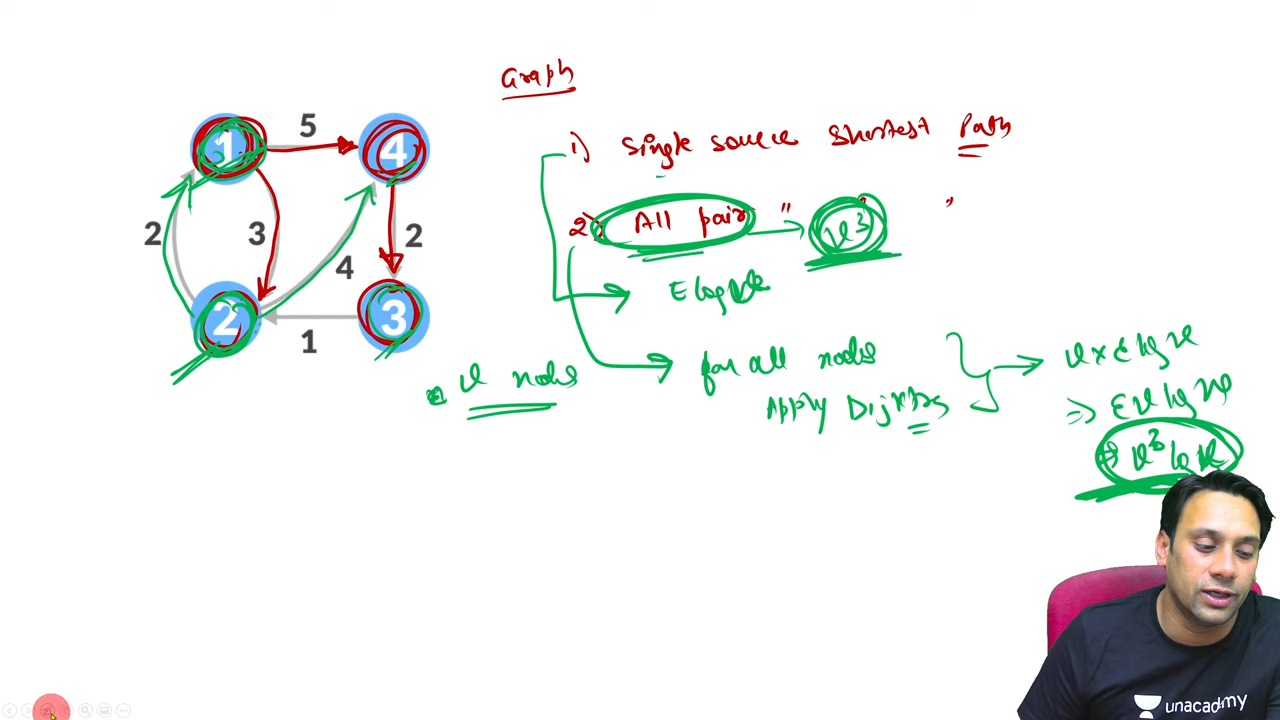 Graph
1) Single source shortest Path
2) All pair " " "
v³
E log v
for all nodes
Apply Dijkstra
v nodes
v x E log v
⇒ E v log v
⇒ v³ log v
1
5
4
2
3
2
4
2
1
3
unacademy